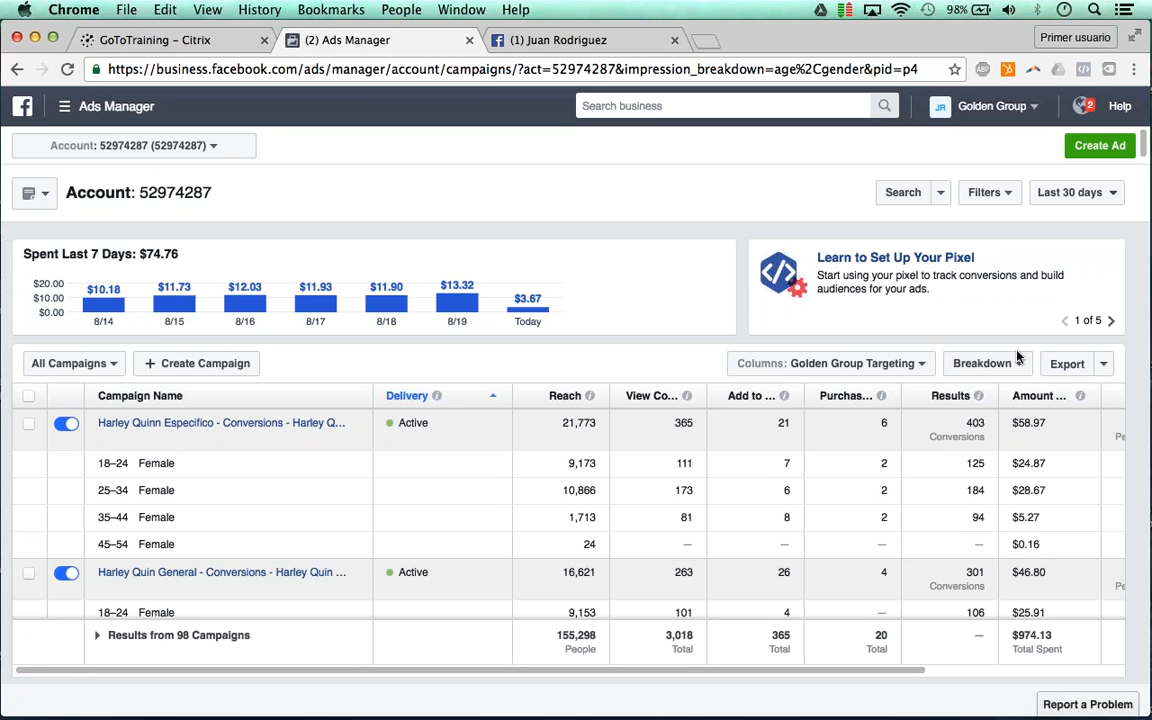 Chrome File Edit View History Bookmarks People Window Help 98%
GoToTraining – Citrix × (2) Ads Manager × (1) Juan Rodriguez × Primer usuario
https://business.facebook.com/ads/manager/account/campaigns/?act=52974287&impression_breakdown=age%2Cgender&pid=p4 ABP
f Ads Manager Search business JR Golden Group 2 Help
Account: 52974287 (52974287) Create Ad
Account: 52974287 Search Filters Last 30 days
Spent Last 7 Days: $74.76
$20.00
$10.00
$0.00
$10.18 $11.73 $12.03 $11.93 $11.90 $13.32 $3.67
8/14 8/15 8/16 8/17 8/18 8/19 Today
Learn to Set Up Your Pixel
Start using your pixel to track conversions and build
audiences for your ads.
1 of 5
All Campaigns + Create Campaign Columns: Golden Group Targeting Breakdown Export
Campaign Name Delivery Reach View Co... Add to ... Purchas... Results Amount ...
Harley Quinn Especifico - Conversions - Harley Q... Active 21,773 365 21 6 403 $58.97
Conversions Pe
18–24 Female 9,173 111 7 2 125 $24.87
25–34 Female 10,866 173 6 2 184 $28.67
35–44 Female 1,713 81 8 2 94 $5.27
45–54 Female 24 — — — — $0.16
Harley Quin General - Conversions - Harley Quin ... Active 16,621 263 26 4 301 $46.80
Conversions Pe
18–24 Female 9,153 101 4 — 106 $25.91
Results from 98 Campaigns 155,298 3,018 365 20 — $974.13
People Total Total Total Total Spent
Report a Problem